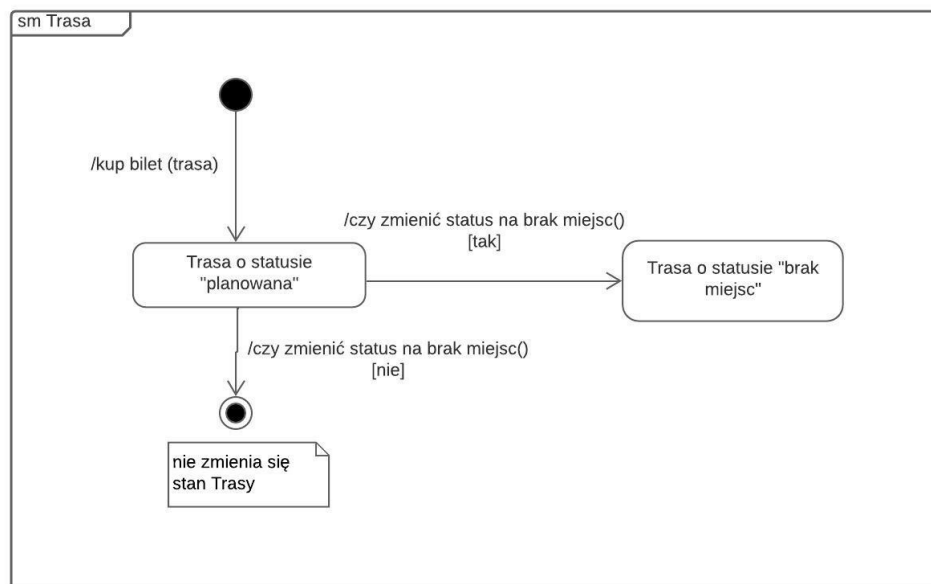 sm Trasa
/kup bilet (trasa)
/czy zmienić status na brak miejsc()
[tak]
Trasa o statusie
"planowana"
Trasa o statusie "brak
miejsc"
/czy zmienić status na brak miejsc()
[nie]
nie zmienia się
stan Trasy